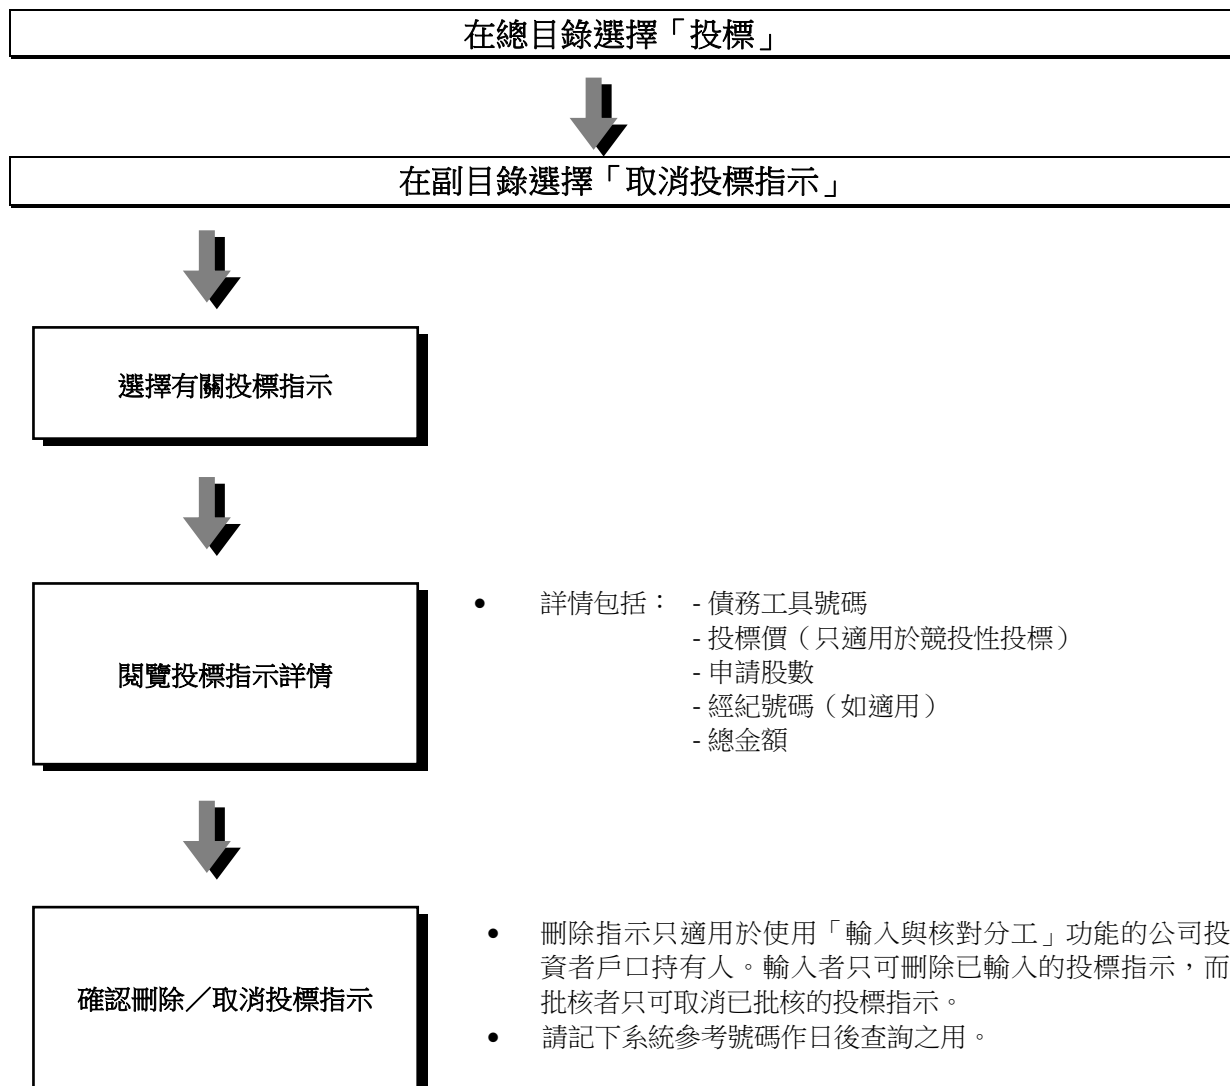 在總目錄選擇「投標」
在副目錄選擇「取消投標指示」
選擇有關投標指示
閱覽投標指示詳情
• 詳情包括： - 債務工具號碼
- 投標價（只適用於競投性投標）
- 申請股數
- 經紀號碼（如適用）
- 總金額
確認刪除／取消投標指示
• 刪除指示只適用於使用「輸入與核對分工」功能的公司投
資者戶口持有人。輸入者只可刪除已輸入的投標指示，而
批核者只可取消已批核的投標指示。
• 請記下系統參考號碼作日後查詢之用。